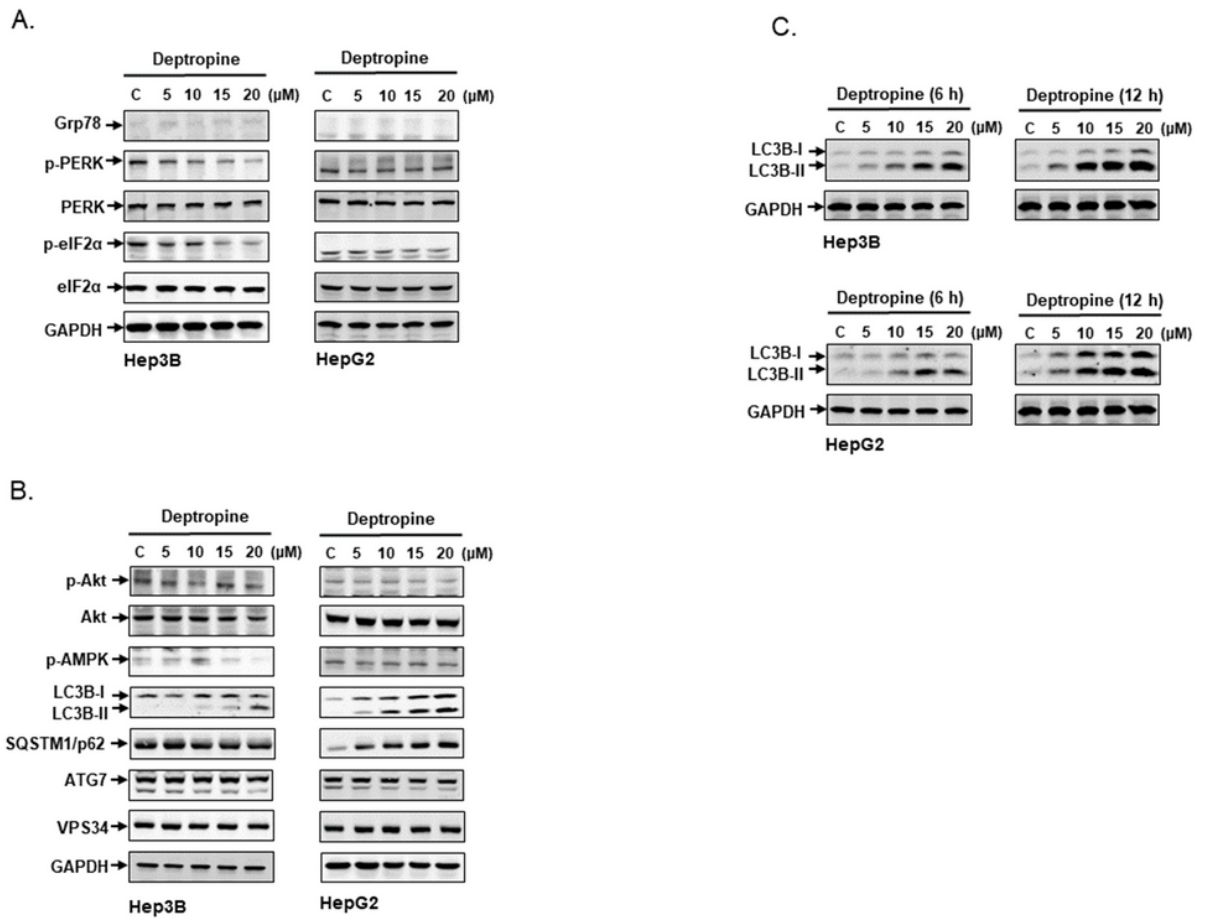 A.
Deptropine Deptropine
C 5 10 15 20 (µM) C 5 10 15 20 (µM)
Grp78
p-PERK
PERK
p-eIF2α
eIF2α
GAPDH
Hep3B HepG2
B.
Deptropine Deptropine
C 5 10 15 20 (µM) C 5 10 15 20 (µM)
p-Akt
Akt
p-AMPK
LC3B-I
LC3B-II
SQSTM1/p62
ATG7
VPS34
GAPDH
Hep3B HepG2
C.
Deptropine (6 h) Deptropine (12 h)
C 5 10 15 20 (µM) C 5 10 15 20 (µM)
LC3B-I
LC3B-II
GAPDH
Hep3B
Deptropine (6 h) Deptropine (12 h)
C 5 10 15 20 (µM) C 5 10 15 20 (µM)
LC3B-I
LC3B-II
GAPDH
HepG2